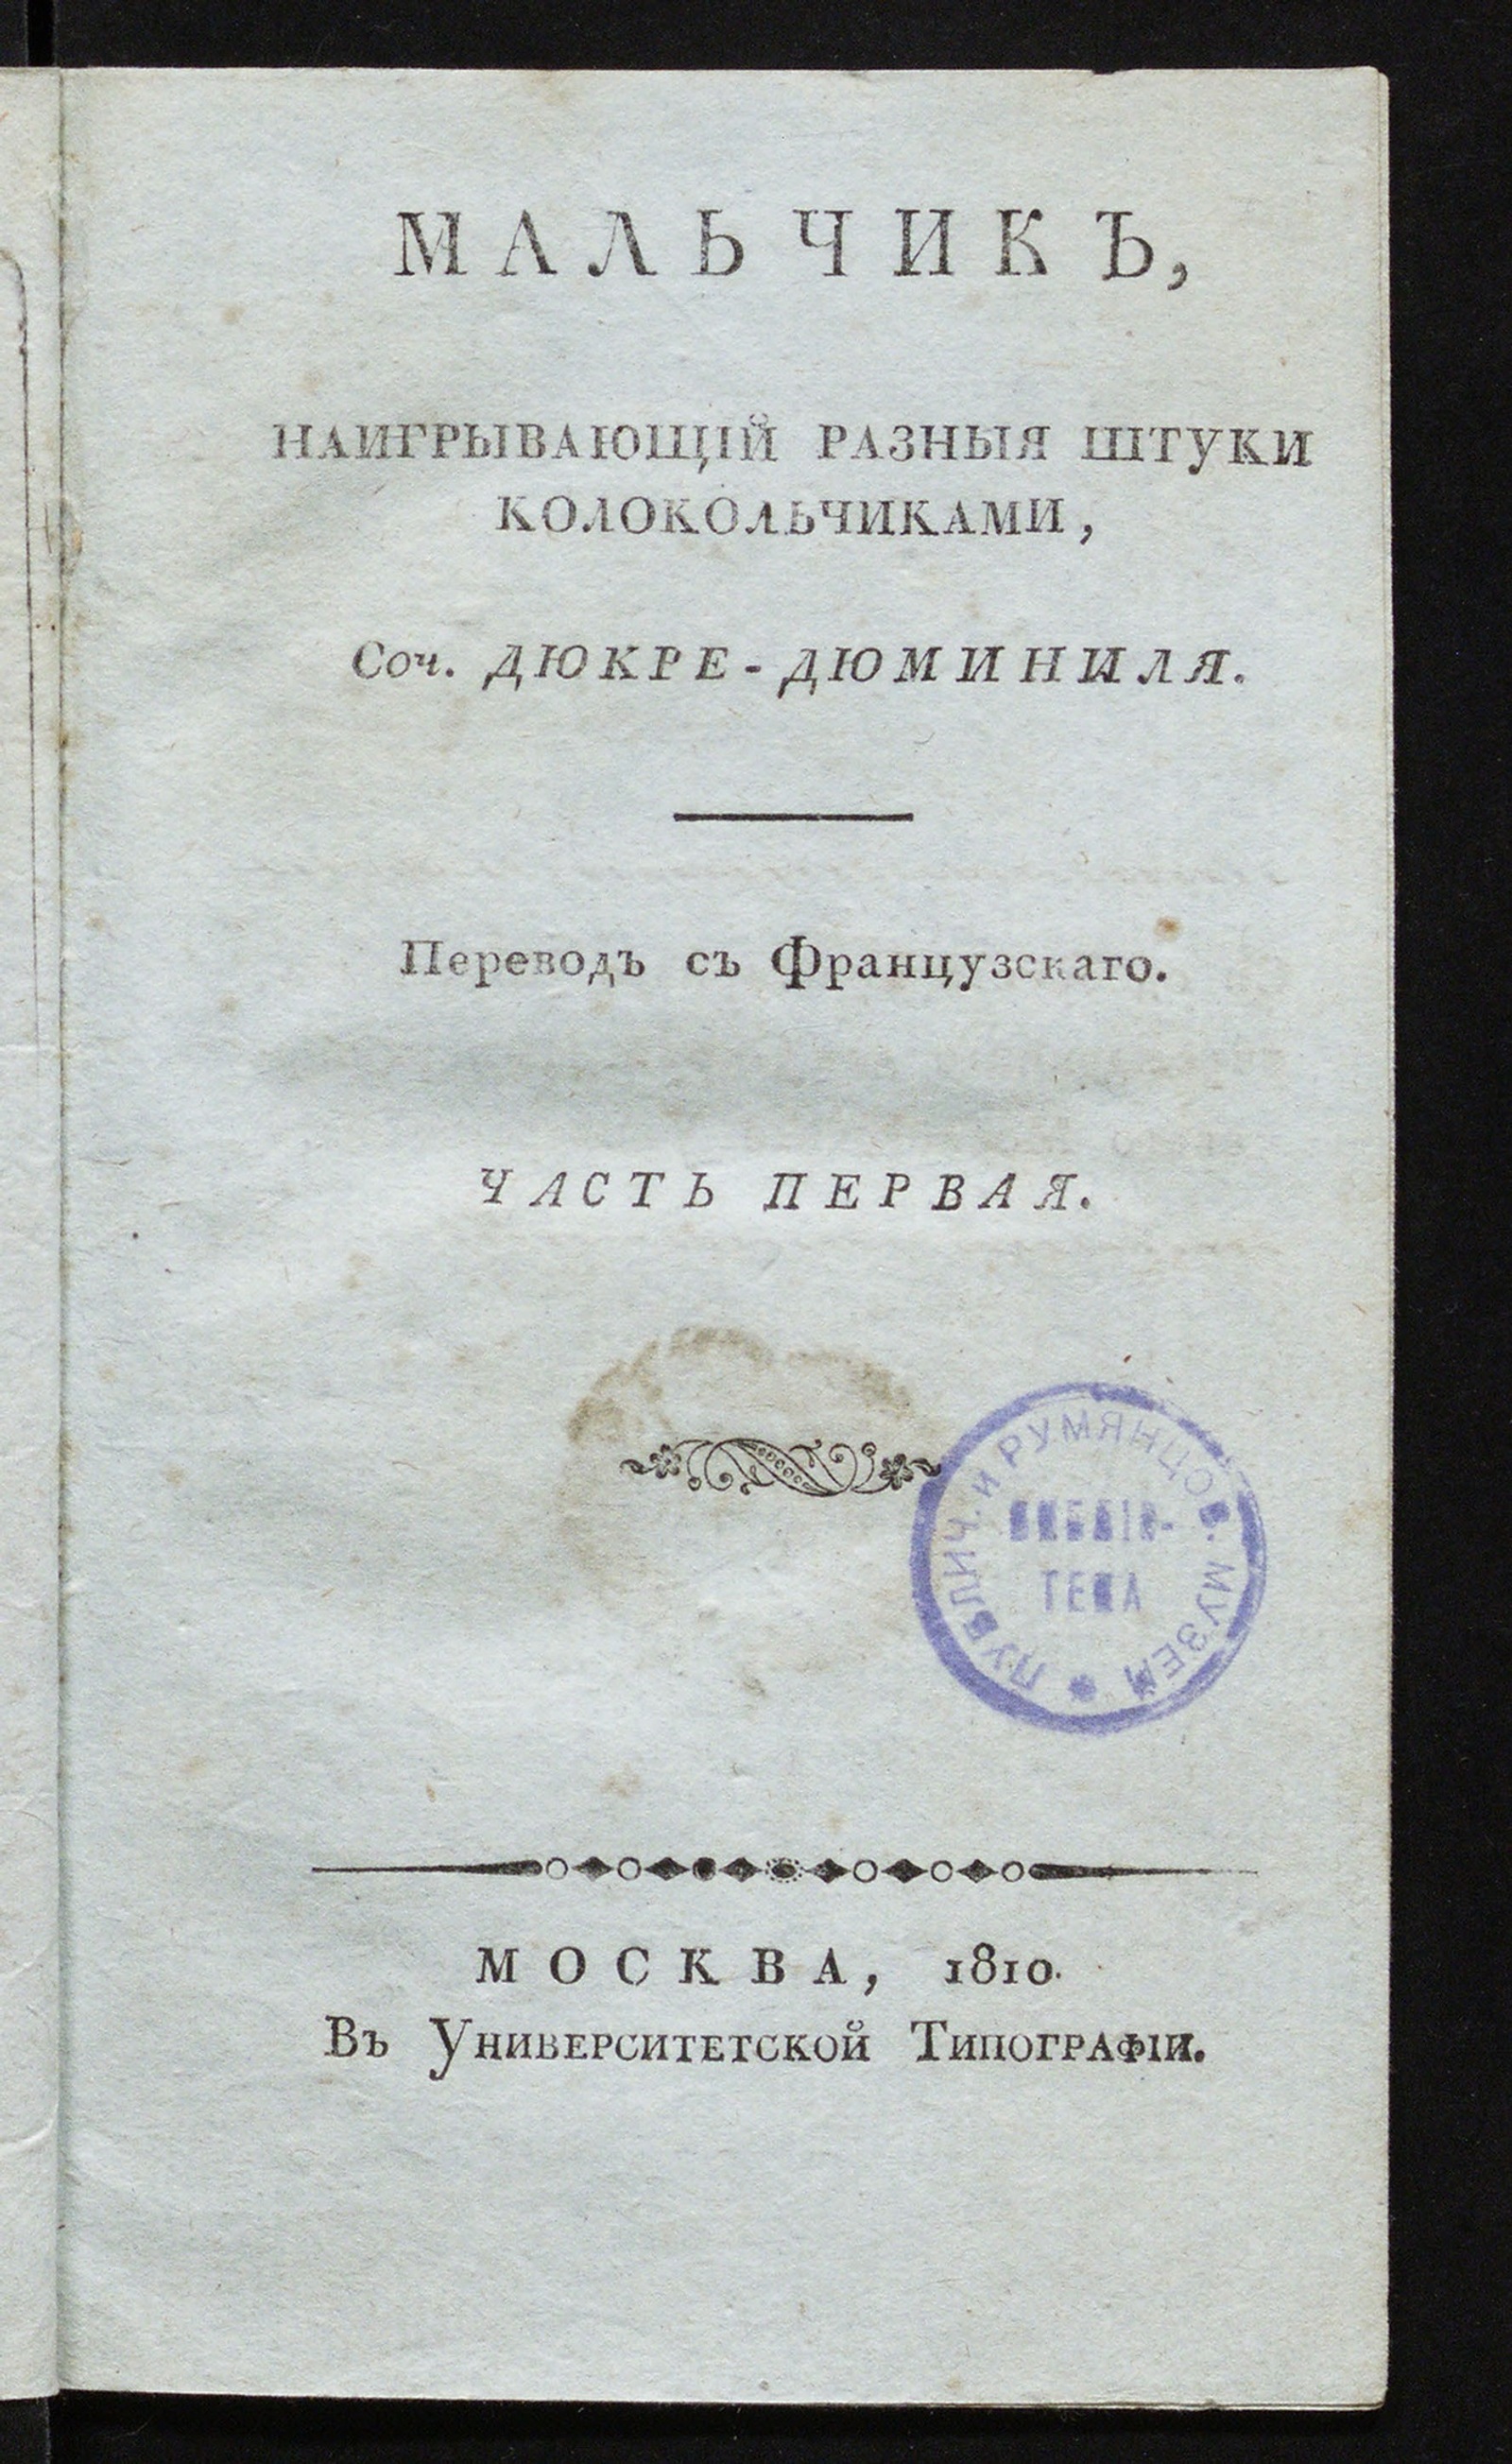 МАЛЬЧИКЪ,
НАИГРЫВАЮЩІЙ РАЗНЫЯ ШТУКИ
КОЛОКОЛЬЧИКАМИ,
Соч. ДЮКРЕ-ДЮМИНИЛЯ.
Переводъ съ Французскаго.
ЧАСТЬ ПЕРВАЯ.
ПУБЛИЧ. и РУМЯНЦОВ. МУЗЕЙ
БИБЛІО-
ТЕКА
МОСКВА, 1810.
Въ Университетской Типографіи.